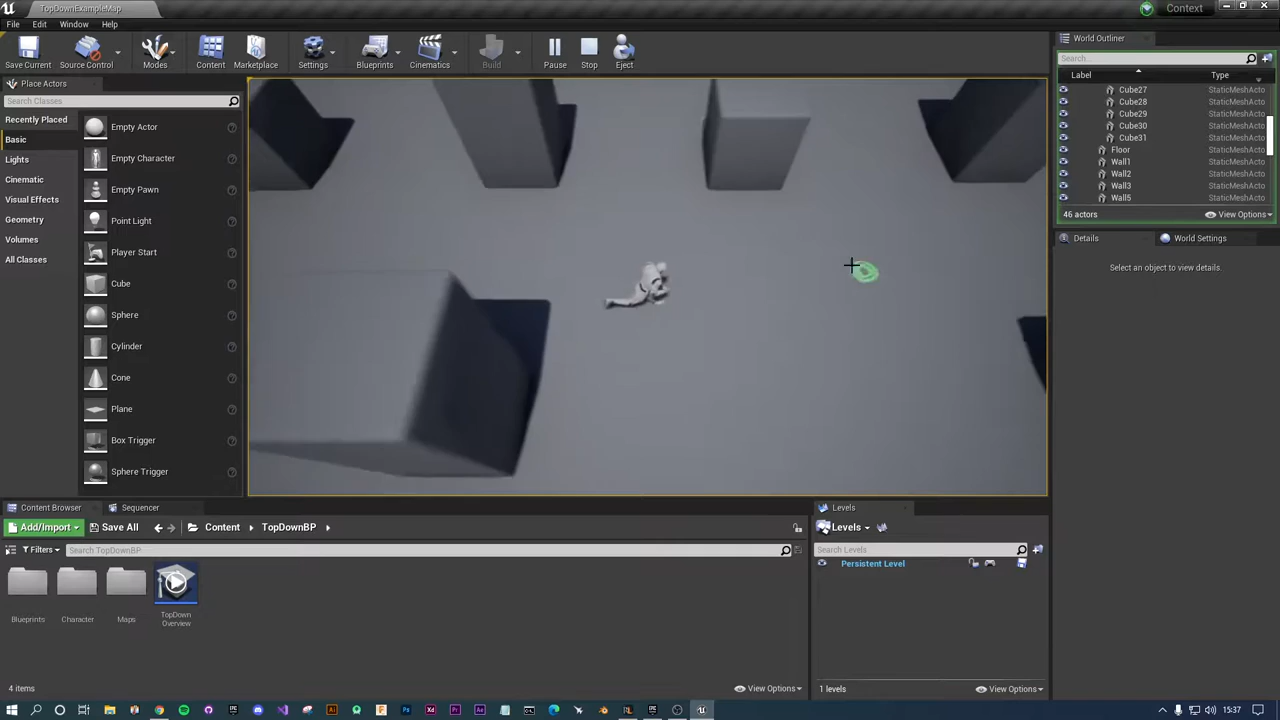 TopDownExampleMap
Context
File Edit Window Help
Save Current
Source Control
Modes
Content
Marketplace
Settings
Blueprints
Cinematics
Build
Pause
Stop
Eject
Place Actors
Search Classes
Recently Placed
Basic
Lights
Cinematic
Visual Effects
Geometry
Volumes
All Classes
Empty Actor
Empty Character
Empty Pawn
Point Light
Player Start
Cube
Sphere
Cylinder
Cone
Plane
Box Trigger
Sphere Trigger
World Outliner
Search...
Label Type
Cube27 StaticMeshActo
Cube28 StaticMeshActo
Cube29 StaticMeshActo
Cube30 StaticMeshActo
Cube31 StaticMeshActo
Floor StaticMeshActo
Wall1 StaticMeshActo
Wall2 StaticMeshActo
Wall3 StaticMeshActo
Wall5 StaticMeshActo
46 actors View Options
Details World Settings
Select an object to view details.
Content Browser Sequencer
Add/Import Save All Content TopDownBP
Filters Search TopDownBP
Blueprints
Character
Maps
TopDown
Overview
4 items View Options
Levels
Levels
Search Levels
Persistent Level
1 levels View Options
15:37